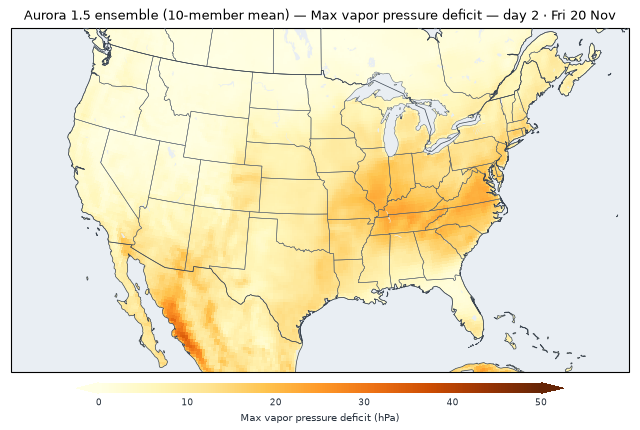 Aurora 1.5 ensemble (10-member mean) — Max vapor pressure deficit — day 2 · Fri 20 Nov
0 10 20 30 40 50
Max vapor pressure deficit (hPa)